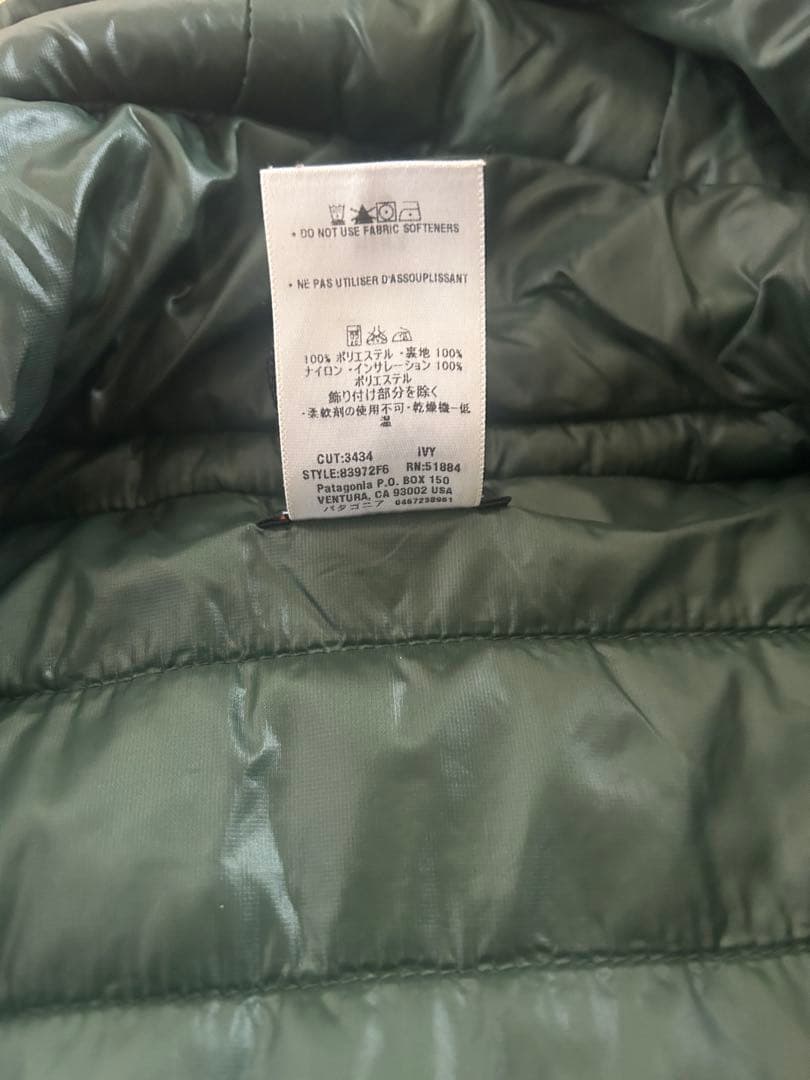 * DO NOT USE FABRIC SOFTENERS
* NE PAS UTILISER D'ASSOUPLISSANT
100% ポリエステル・裏地 100%
ナイロン・インサレーション 100%
ポリエステル
飾り付け部分を除く
・柔軟剤の使用不可・乾燥機－低
温
CUT:3434 IVY
STYLE:83972F6 RN:51884
Patagonia P.O. BOX 150
VENTURA, CA 93002 USA
パタゴニア 0467238961